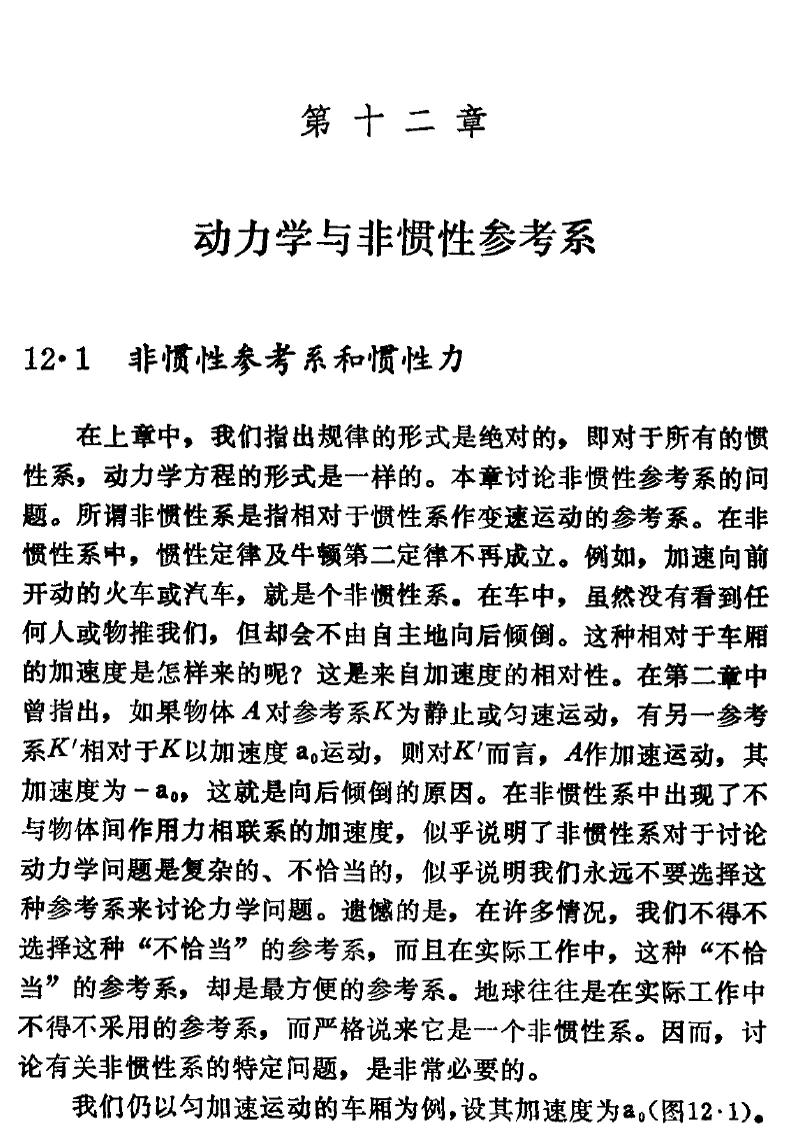 第十二章
动力学与非惯性参考系
12·1 非惯性参考系和惯性力
在上章中，我们指出规律的形式是绝对的，即对于所有的惯
性系，动力学方程的形式是一样的。本章讨论非惯性参考系的问
题。所谓非惯性系是指相对于惯性系作变速运动的参考系。在非
惯性系中，惯性定律及牛顿第二定律不再成立。例如，加速向前
开动的火车或汽车，就是个非惯性系。在车中，虽然没有看到任
何人或物推我们，但却会不由自主地向后倾倒。这种相对于车厢
的加速度是怎样来的呢？这是来自加速度的相对性。在第二章中
曾指出，如果物体A对参考系K为静止或匀速运动，有另一参考
系K′相对于K以加速度a₀运动，则对K′而言，A作加速运动，其
加速度为－a₀，这就是向后倾倒的原因。在非惯性系中出现了不
与物体间作用力相联系的加速度，似乎说明了非惯性系对于讨论
动力学问题是复杂的、不恰当的，似乎说明我们永远不要选择这
种参考系来讨论力学问题。遗憾的是，在许多情况，我们不得不
选择这种“不恰当”的参考系，而且在实际工作中，这种“不恰
当”的参考系，却是最方便的参考系。地球往往是在实际工作中
不得不采用的参考系，而严格说来它是一个非惯性系。因而，讨
论有关非惯性系的特定问题，是非常必要的。
我们仍以匀加速运动的车厢为例，设其加速度为a₀(图12·1)。